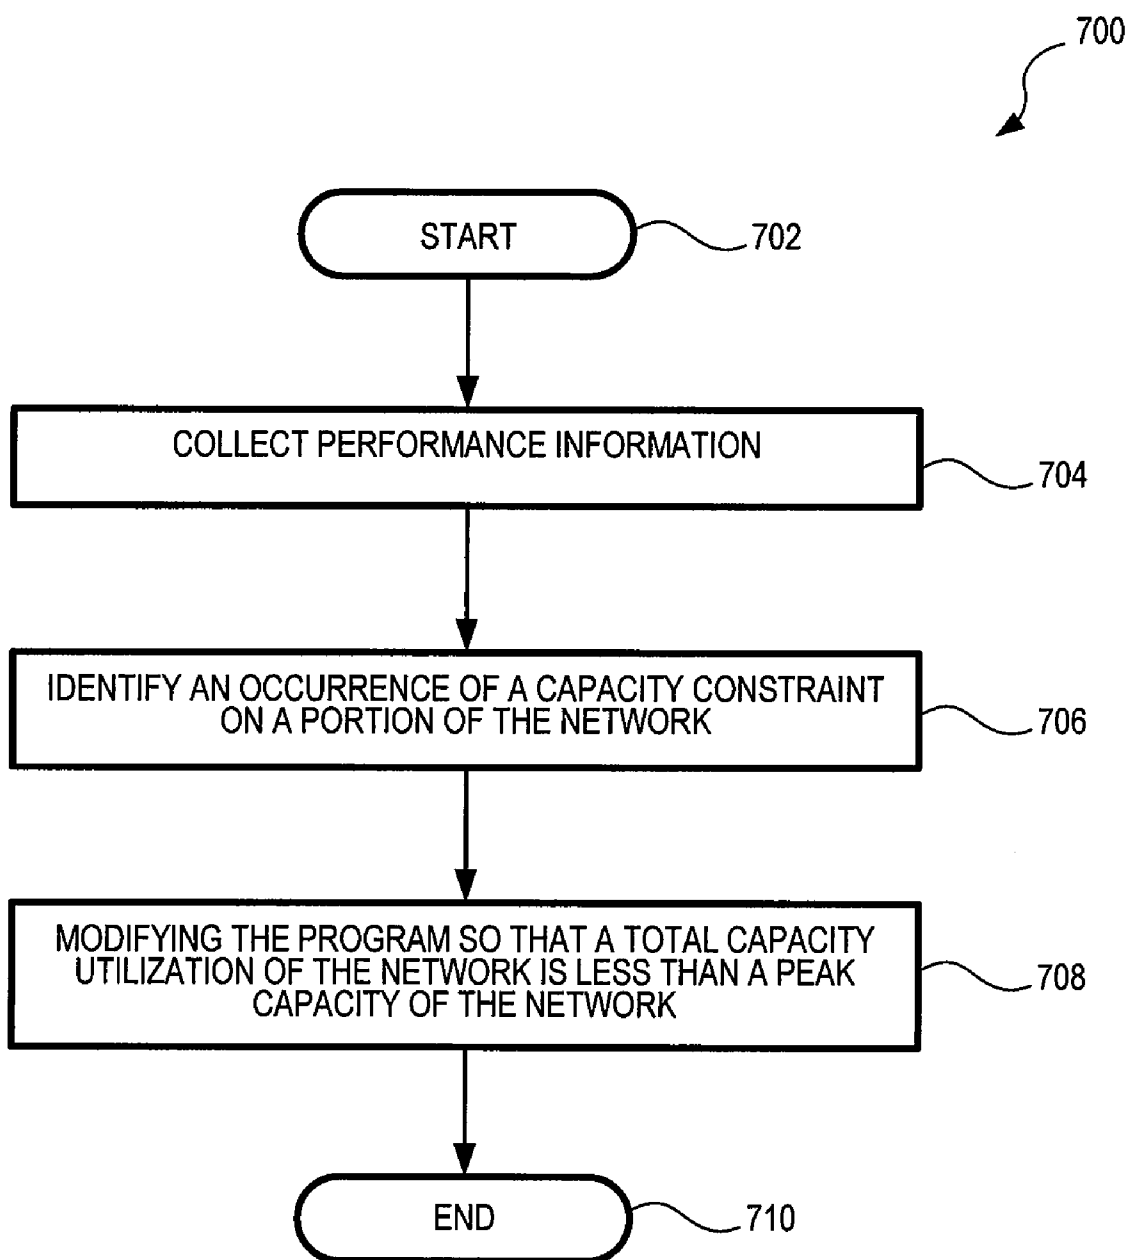 700
START
702
COLLECT PERFORMANCE INFORMATION
704
IDENTIFY AN OCCURRENCE OF A CAPACITY CONSTRAINT
ON A PORTION OF THE NETWORK
706
MODIFYING THE PROGRAM SO THAT A TOTAL CAPACITY
UTILIZATION OF THE NETWORK IS LESS THAN A PEAK
CAPACITY OF THE NETWORK
708
END
710